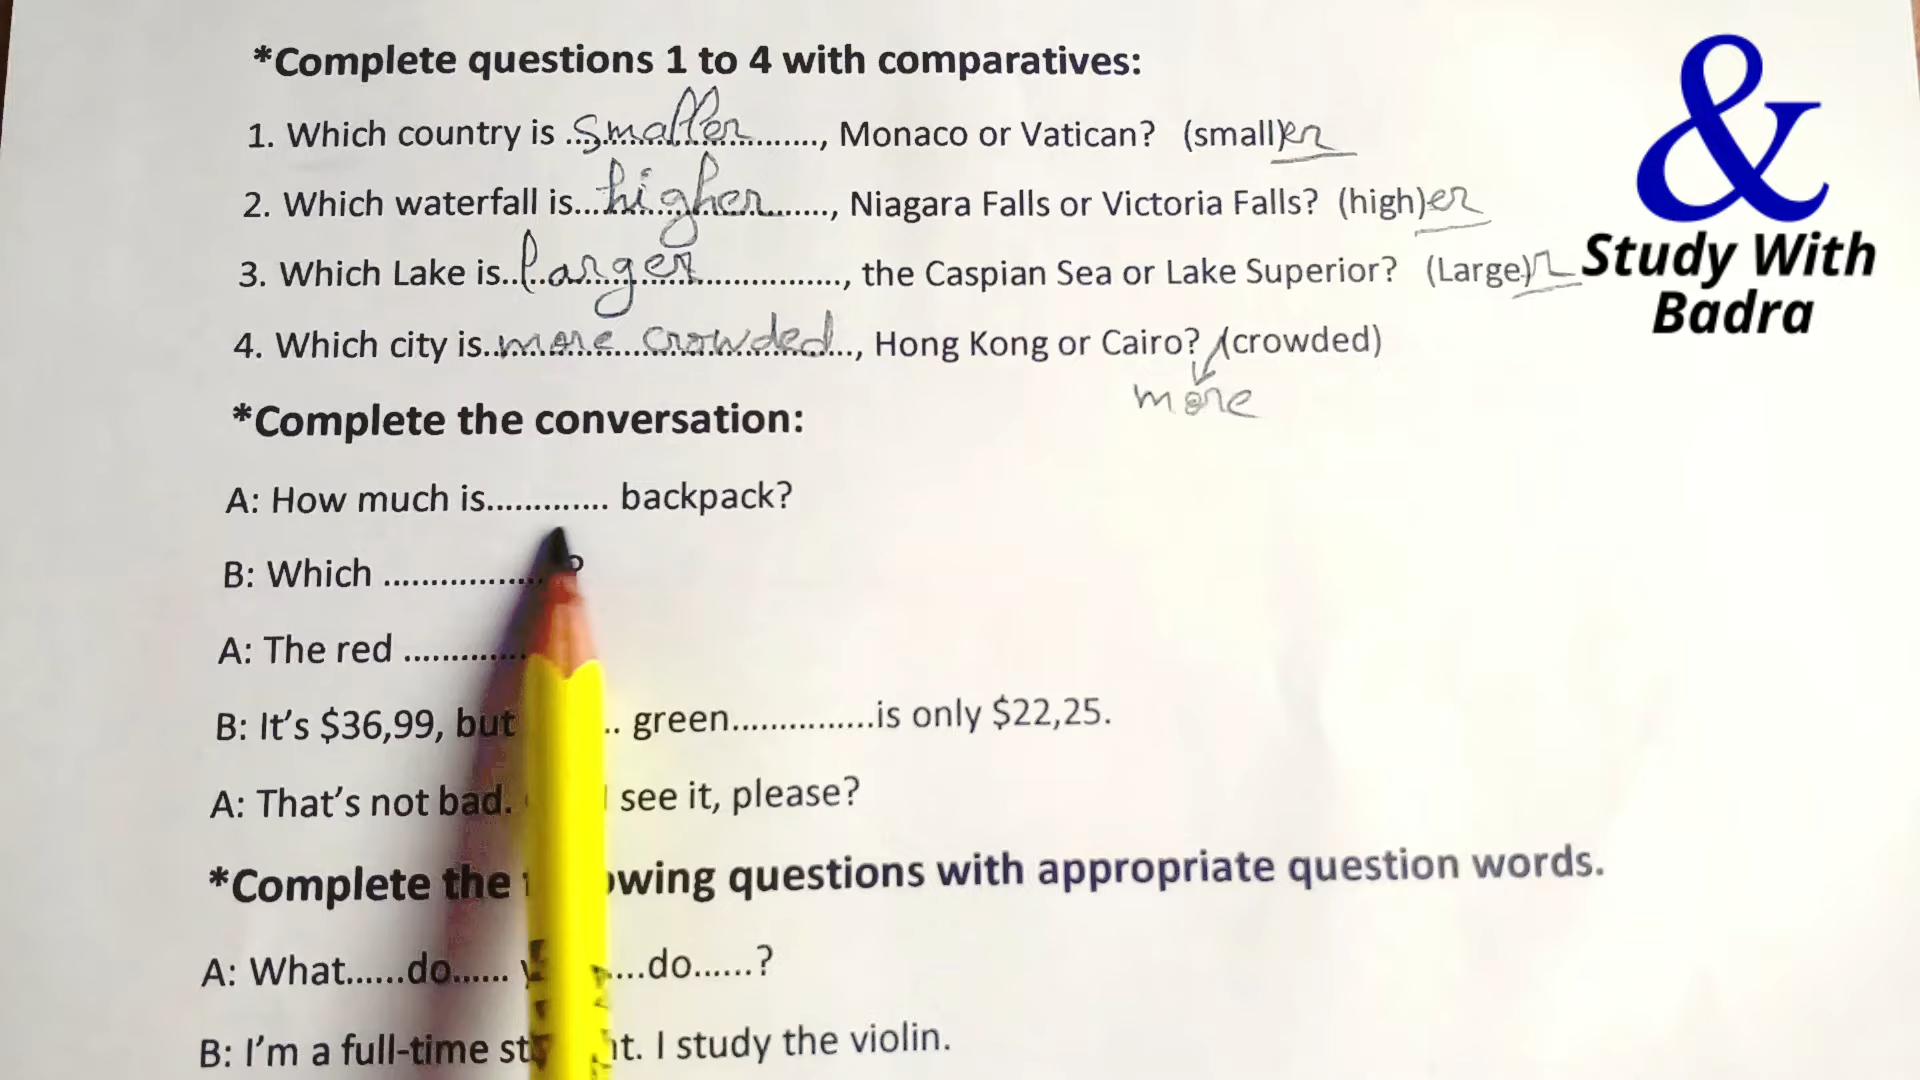 *Complete questions 1 to 4 with comparatives:
1. Which country is ..smaller.........., Monaco or Vatican? (small)er
2. Which waterfall is...higher........, Niagara Falls or Victoria Falls? (high)er
3. Which Lake is..larger................, the Caspian Sea or Lake Superior? (Large)r
4. Which city is..more crowded.., Hong Kong or Cairo? (crowded)
more
*Complete the conversation:
A: How much is............. backpack?
B: Which .................?
A: The red .............
B: It's $36,99, but .. green...............is only $22,25.
A: That's not bad. I see it, please?
*Complete the questions with appropriate question words.
A: What......do...... ....do......?
B: I'm a full-time I study the violin.
&
Study With
Badra